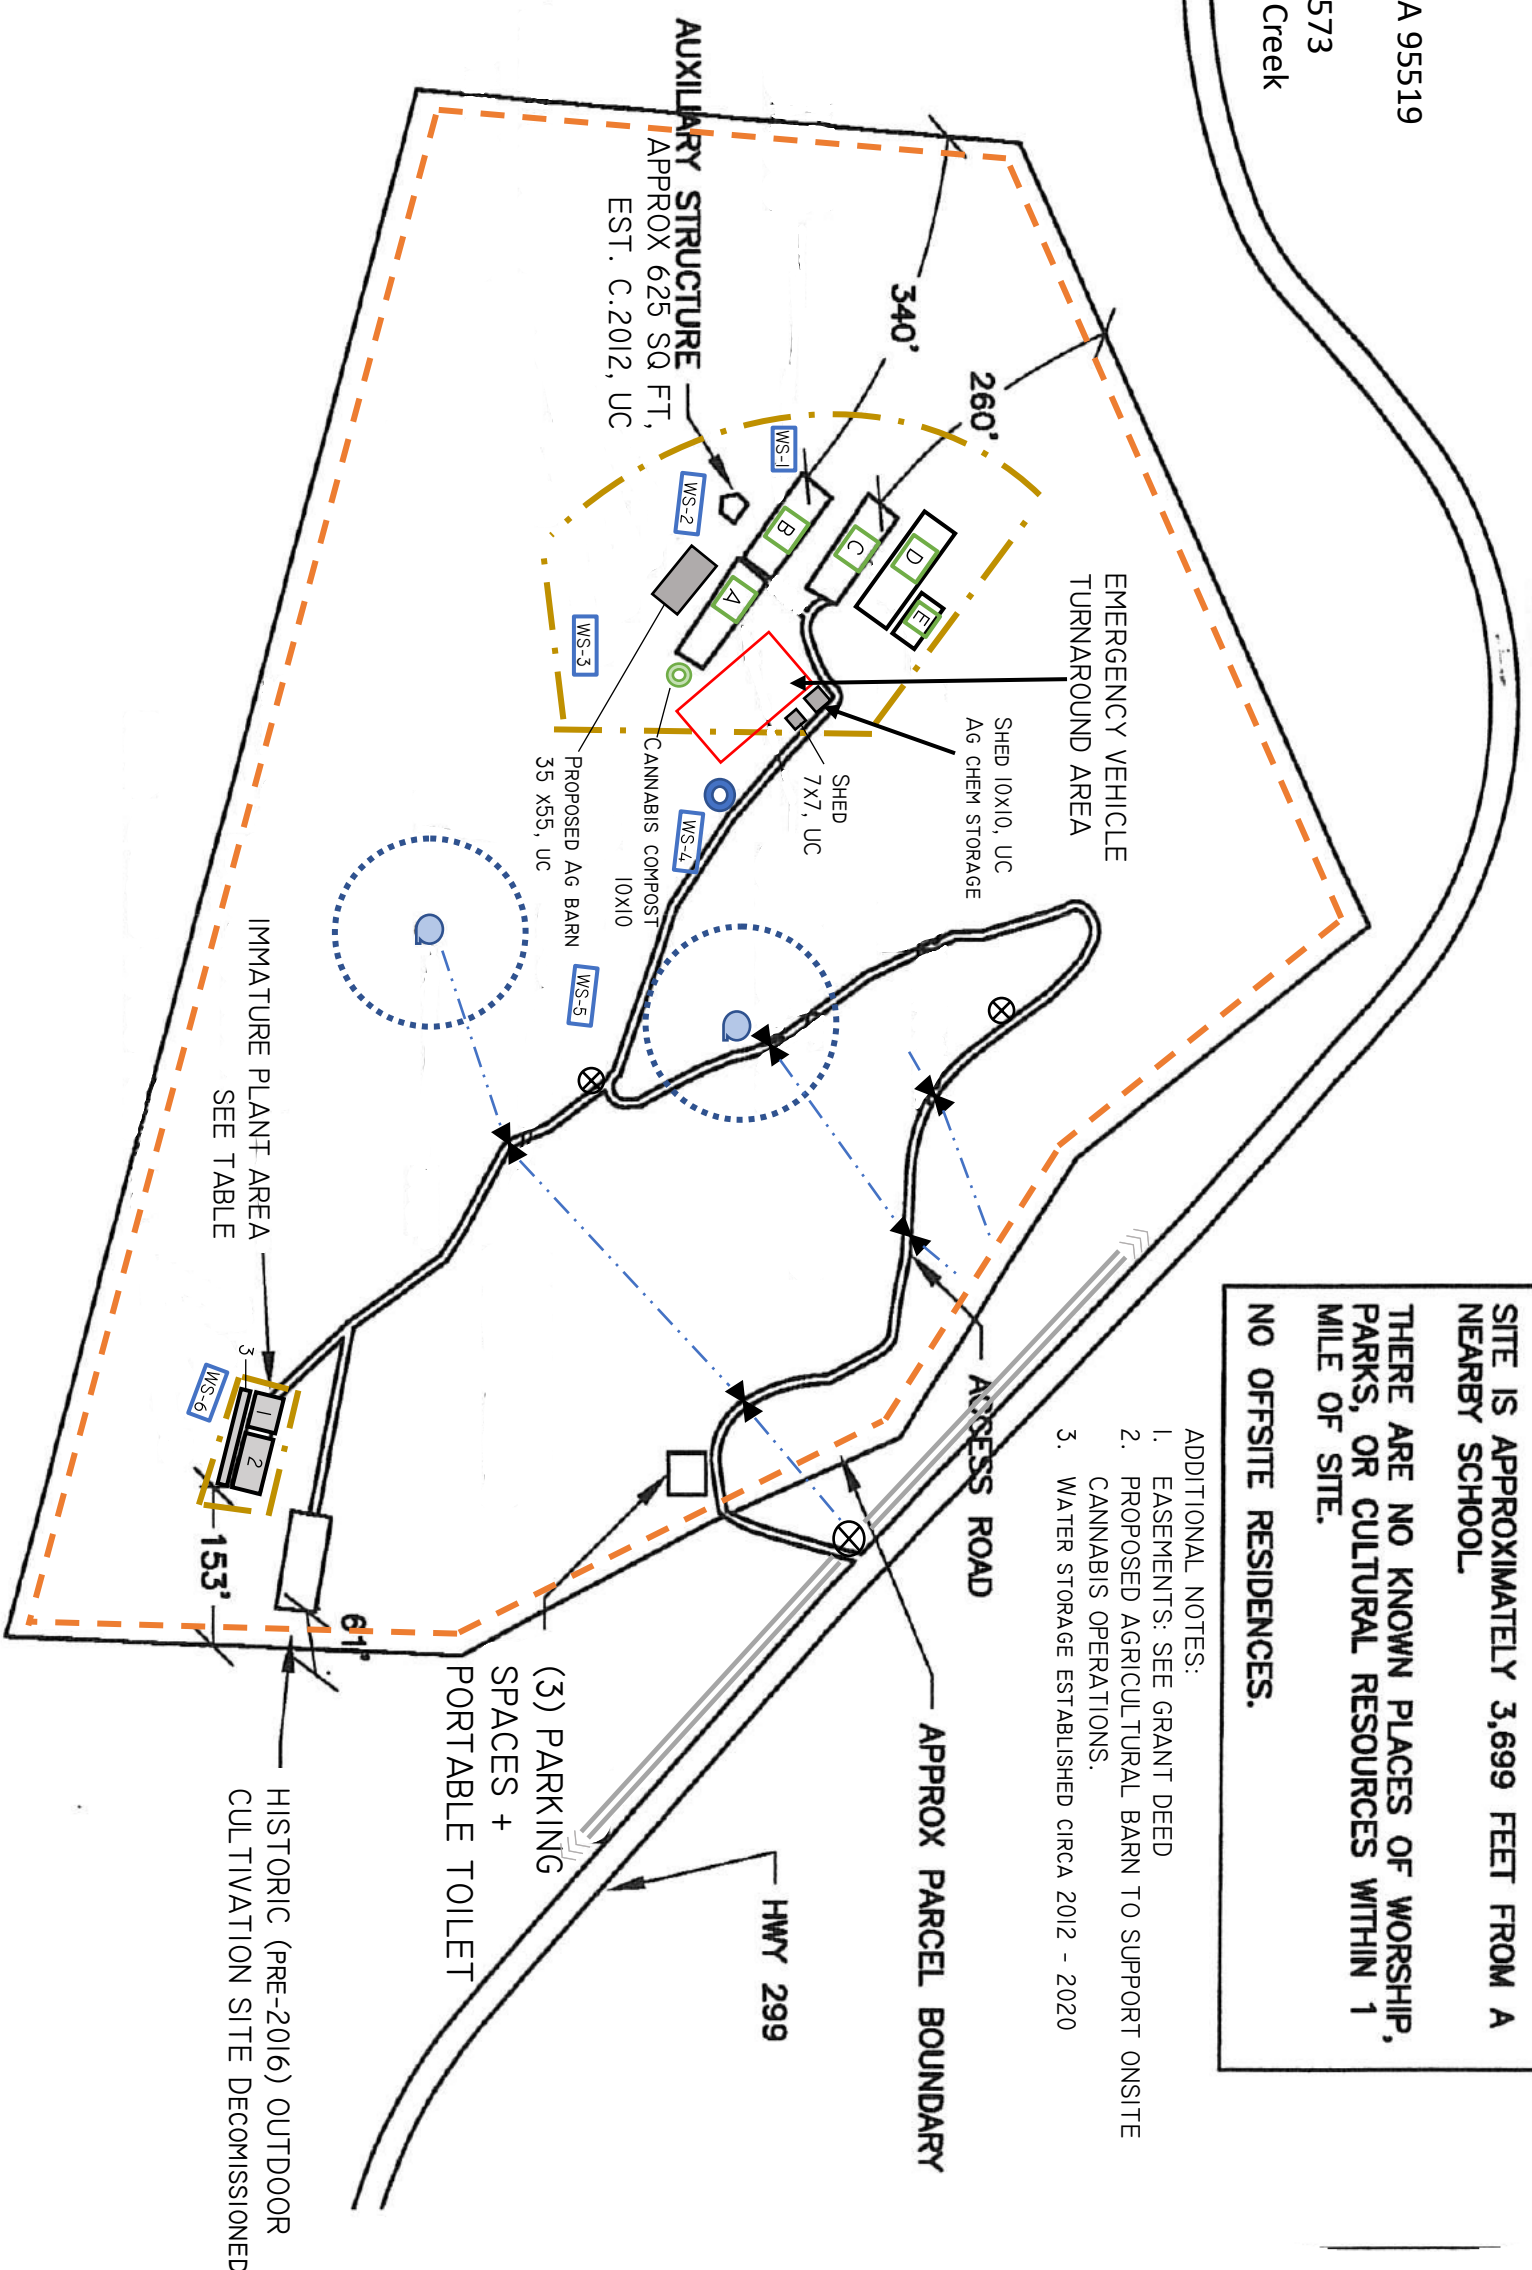 A 95519
573
Creek
SITE IS APPROXIMATELY 3,699 FEET FROM A
NEARBY SCHOOL.
THERE ARE NO KNOWN PLACES OF WORSHIP,
PARKS, OR CULTURAL RESOURCES WITHIN 1
MILE OF SITE.
NO OFFSITE RESIDENCES.
ADDITIONAL NOTES:
1. EASEMENTS: SEE GRANT DEED
2. PROPOSED AGRICULTURAL BARN TO SUPPORT ONSITE
CANNABIS OPERATIONS.
3. WATER STORAGE ESTABLISHED CIRCA 2012 - 2020
EMERGENCY VEHICLE
TURNAROUND AREA
SHED 10X10, UC
AG CHEM STORAGE
SHED
7X7, UC
260'
340'
AUXILIARY STRUCTURE
APPROX 625 SQ FT,
EST. C.2012, UC
WS-1
WS-2
WS-3
WS-4
WS-5
WS-6
A
B
C
D
E
CANNABIS COMPOST
10X10
PROPOSED AG BARN
35 X55, UC
ACCESS ROAD
APPROX PARCEL BOUNDARY
HWY 299
(3) PARKING
SPACES +
PORTABLE TOILET
IMMATURE PLANT AREA
SEE TABLE
1
2
3
61'
153'
HISTORIC (PRE-2016) OUTDOOR
CULTIVATION SITE DECOMISSIONED